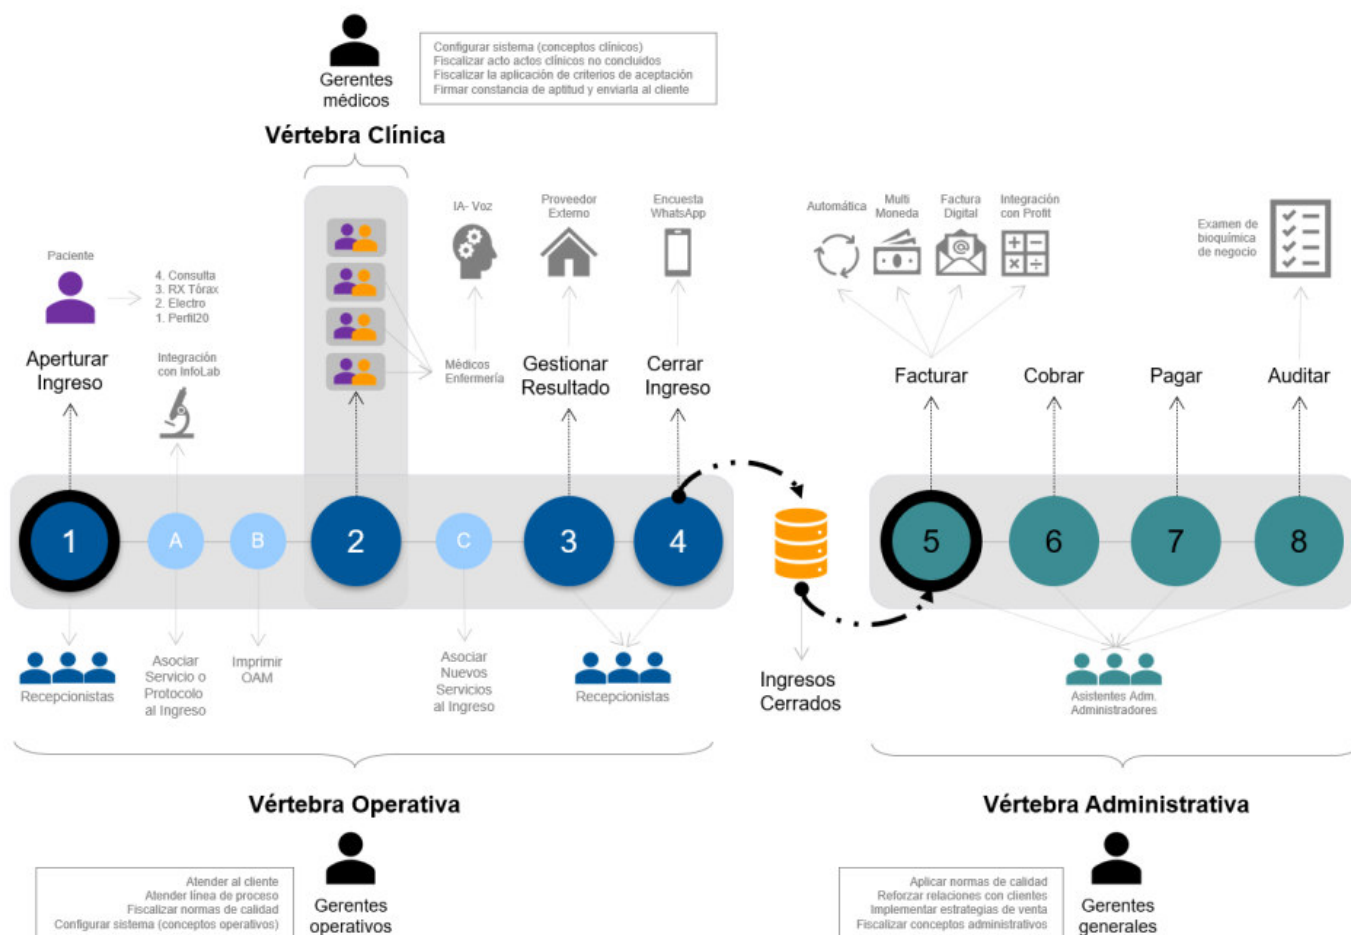 Gerentes
médicos
Configurar sistema (conceptos clínicos)
Fiscalizar acto actos clínicos no concluidos
Fiscalizar la aplicación de criterios de aceptación
Firmar constancia de aptitud y enviarla al cliente
Vértebra Clínica
Paciente
4. Consulta
3. RX Tórax
2. Electro
1. Perfil20
Aperturar
Ingreso
Integración
con InfoLab
IA- Voz
Médicos
Enfermería
Proveedor
Externo
Gestionar
Resultado
Encuesta
WhatsApp
Cerrar
Ingreso
Automática
Multi
Moneda
Factura
Digital
@
Integración
con Profit
Examen de
bioquímica
de negocio
Facturar
Cobrar
Pagar
Auditar
1
A
B
2
C
3
4
5
6
7
8
Recepcionistas
Asociar
Servicio o
Protocolo
al Ingreso
Imprimir
OAM
Asociar
Nuevos
Servicios
al Ingreso
Recepcionistas
Ingresos
Cerrados
Asistentes Adm.
Administradores
Vértebra Operativa
Atender al cliente
Atender línea de proceso
Fiscalizar normas de calidad
Configurar sistema (conceptos operativos)
Gerentes
operativos
Vértebra Administrativa
Aplicar normas de calidad
Reforzar relaciones con clientes
Implementar estrategias de venta
Fiscalizar conceptos administrativos
Gerentes
generales